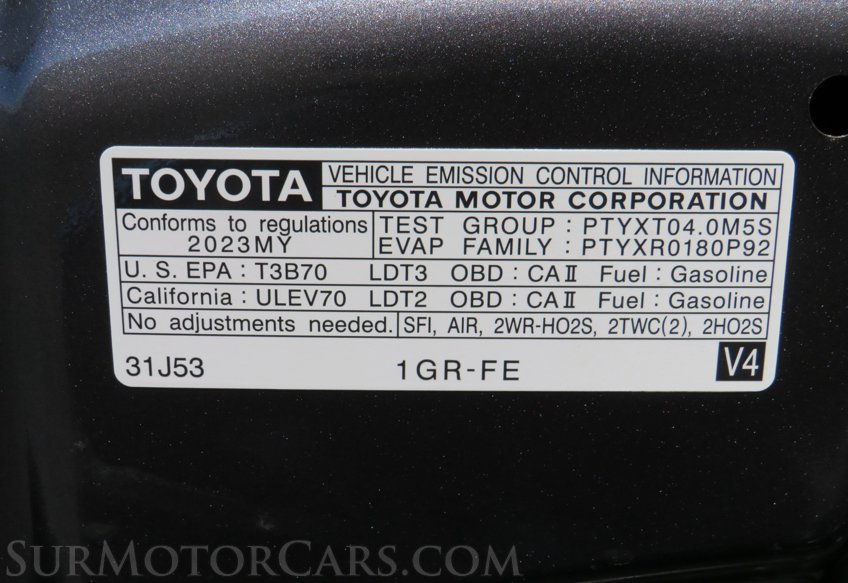 TOYOTA VEHICLE EMISSION CONTROL INFORMATION
TOYOTA MOTOR CORPORATION
Conforms to regulations TEST GROUP : PTYXT04.0M5S
2023MY EVAP FAMILY : PTYXR0180P92
U. S. EPA : T3B70 LDT3 OBD : CAⅡ Fuel : Gasoline
California : ULEV70 LDT2 OBD : CAⅡ Fuel : Gasoline
No adjustments needed. SFI, AIR, 2WR-HO2S, 2TWC(2), 2HO2S
31J53 1GR-FE V4
SURMOTORCARS.COM